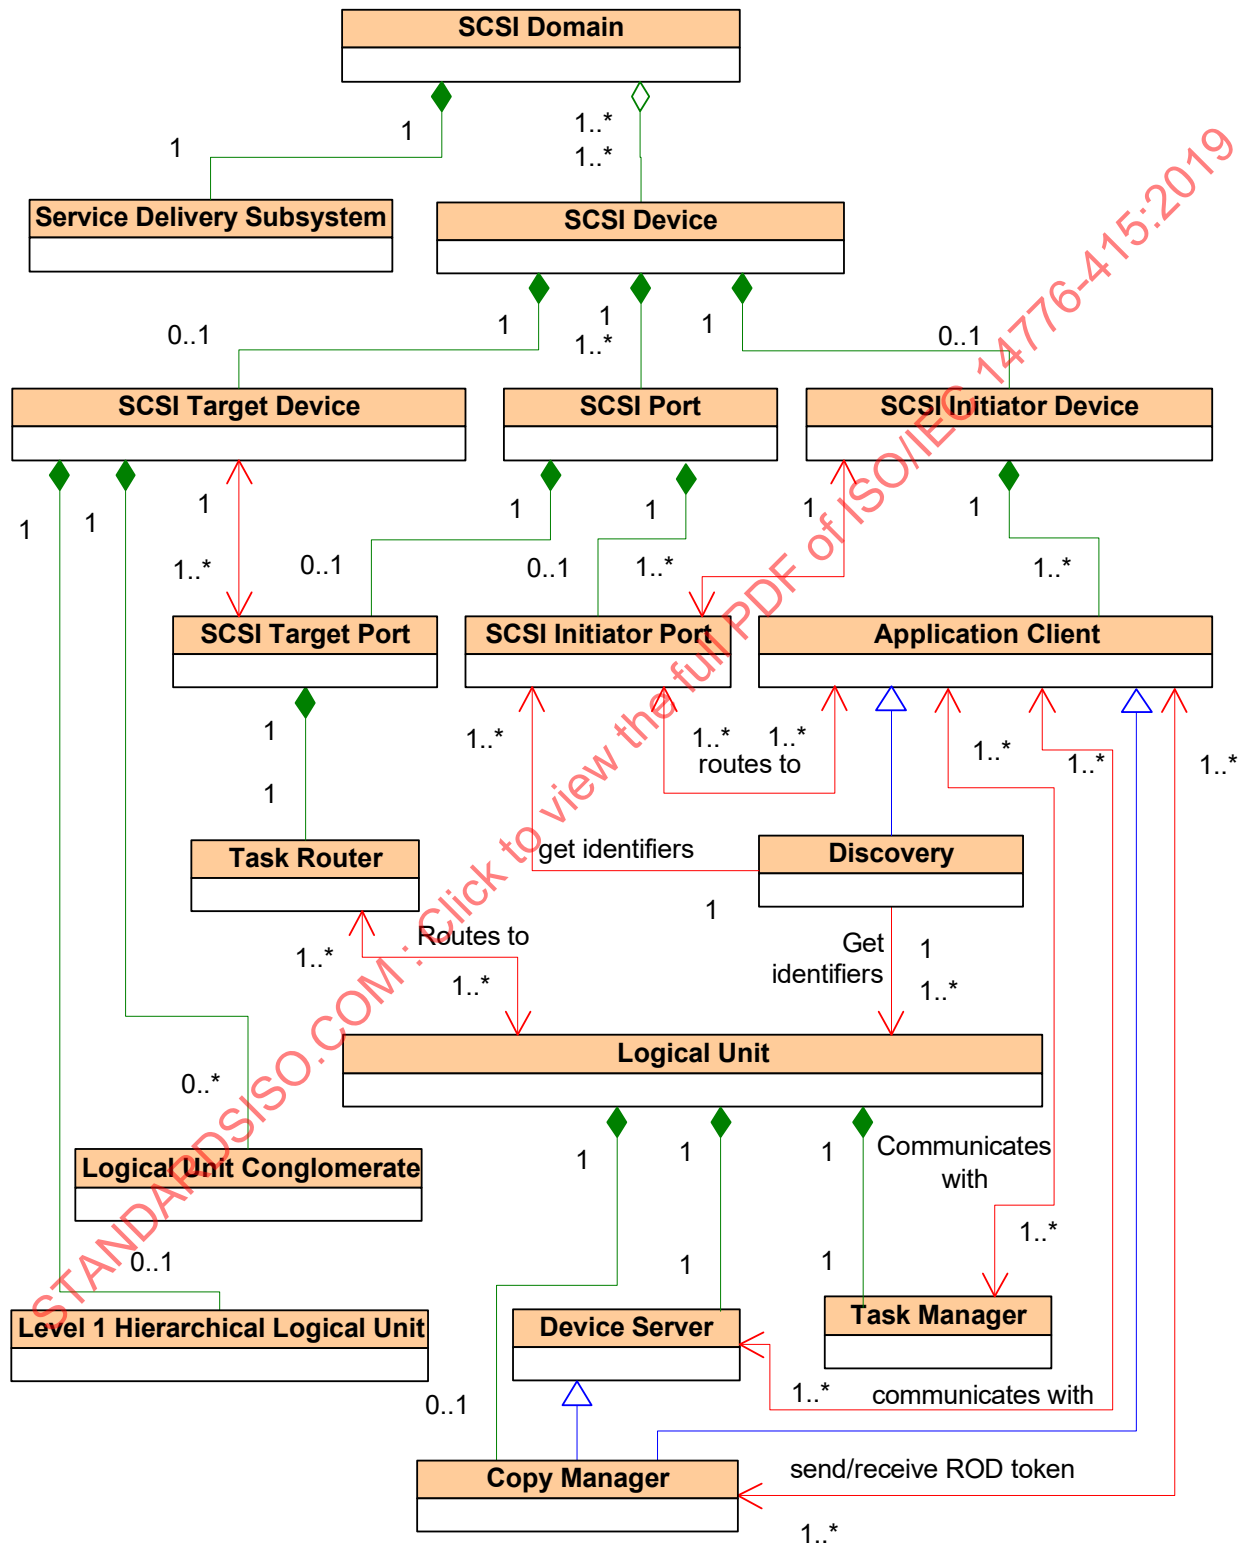 SCSI Domain
1
1..*
1
1..*
Service Delivery Subsystem
SCSI Device
1
1
1
0..1
1..*
0..1
SCSI Target Device
SCSI Port
SCSI Initiator Device
1
1
1
1
1
1
1
1..*
0..1
0..1
1..*
1..*
SCSI Target Port
SCSI Initiator Port
Application Client
1
1..*
1..*
1..*
1..*
1..*
1..*
routes to
1
Task Router
get identifiers
Discovery
1
Routes to
Get
identifiers
1
1..*
1..*
1..*
Logical Unit
0..*
1
1
1
Communicates
with
Logical Unit Conglomerate
1..*
0..1
1
1
Level 1 Hierarchical Logical Unit
Device Server
Task Manager
0..1
1..*
communicates with
Copy Manager
send/receive ROD token
1..*
STANDARDSISO.COM : Click to view the full PDF of ISO/IEC 14776-415:2019